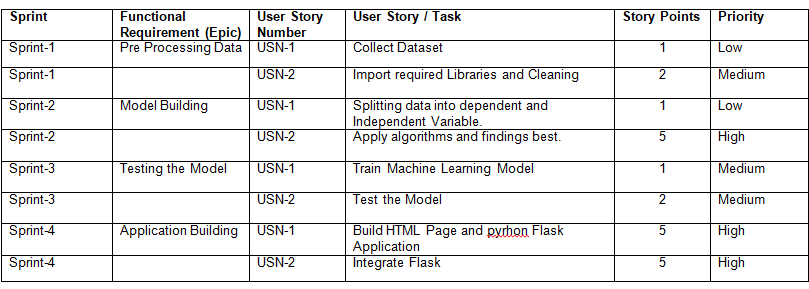 Sprint Functional Requirement (Epic) User Story Number User Story / Task Story Points Priority
Sprint-1 Pre Processing Data USN-1 Collect Dataset 1 Low
Sprint-1 USN-2 Import required Libraries and Cleaning 2 Medium
Sprint-2 Model Building USN-1 Splitting data into dependent and Independent Variable. 1 Low
Sprint-2 USN-2 Apply algorithms and findings best. 5 High
Sprint-3 Testing the Model USN-1 Train Machine Learning Model 1 Medium
Sprint-3 USN-2 Test the Model 2 Medium
Sprint-4 Application Building USN-1 Build HTML Page and pyrhon Flask Application 5 High
Sprint-4 USN-2 Integrate Flask 5 High